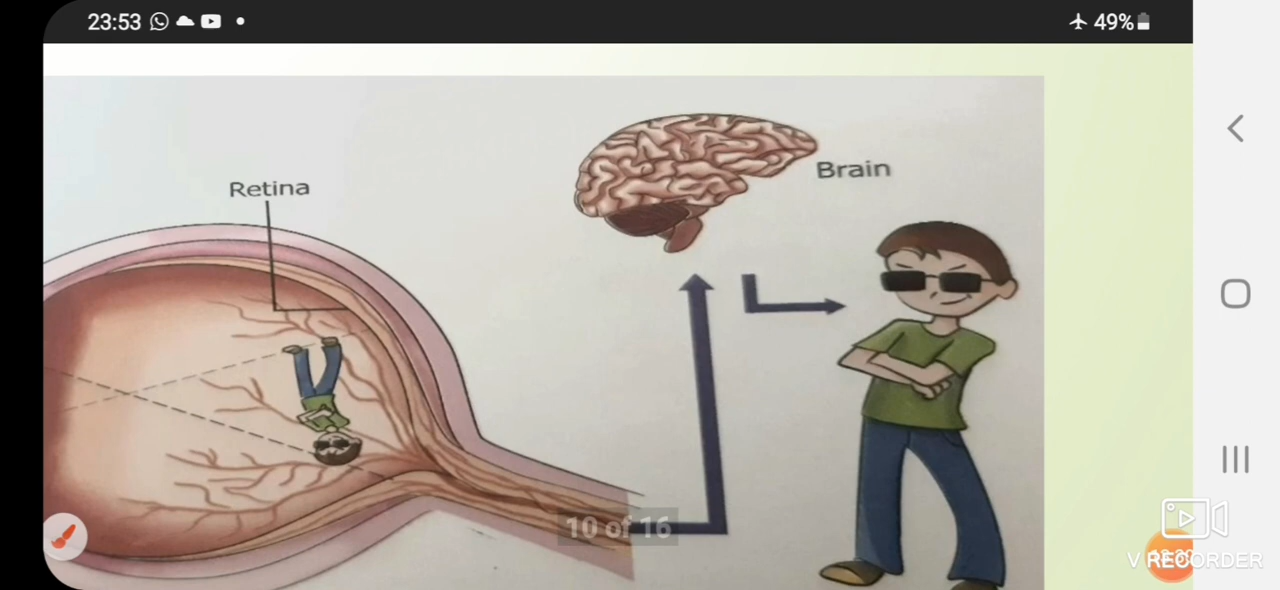 23:53
49%
Retina
Brain
10 of 16
V RECORDER